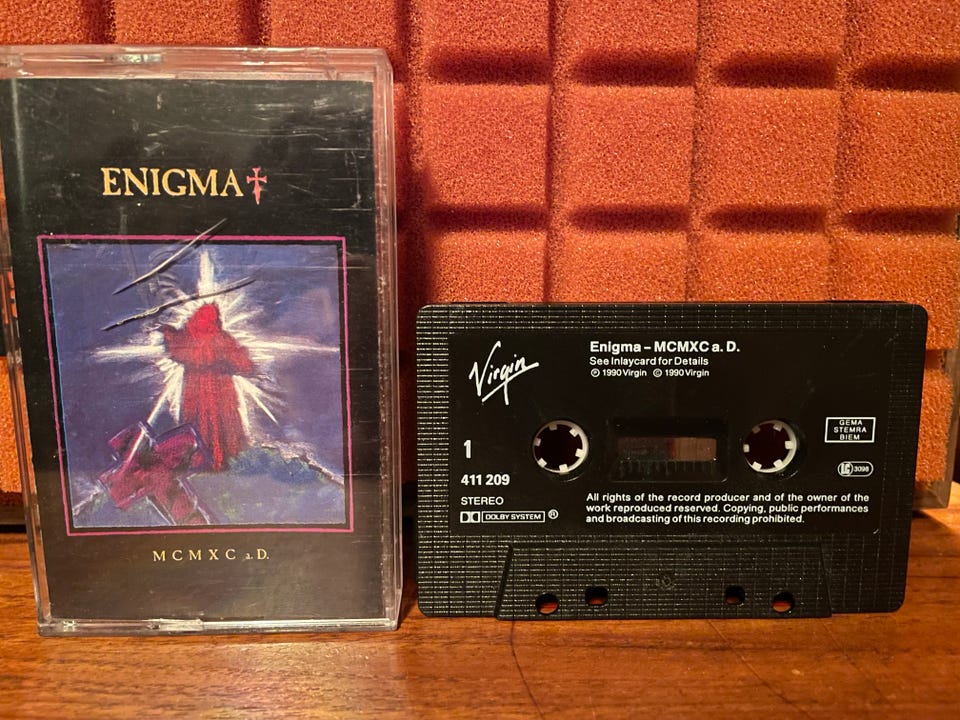 ENIGMA
MCMXC a.D.
Virgin
Enigma – MCMXC a. D.
See Inlaycard for Details
℗ 1990 Virgin © 1990 Virgin
1
411 209
STEREO
DOLBY SYSTEM ®
GEMA
STEMRA
BIEM
LC 3098
All rights of the record producer and of the owner of the
work reproduced reserved. Copying, public performances
and broadcasting of this recording prohibited.